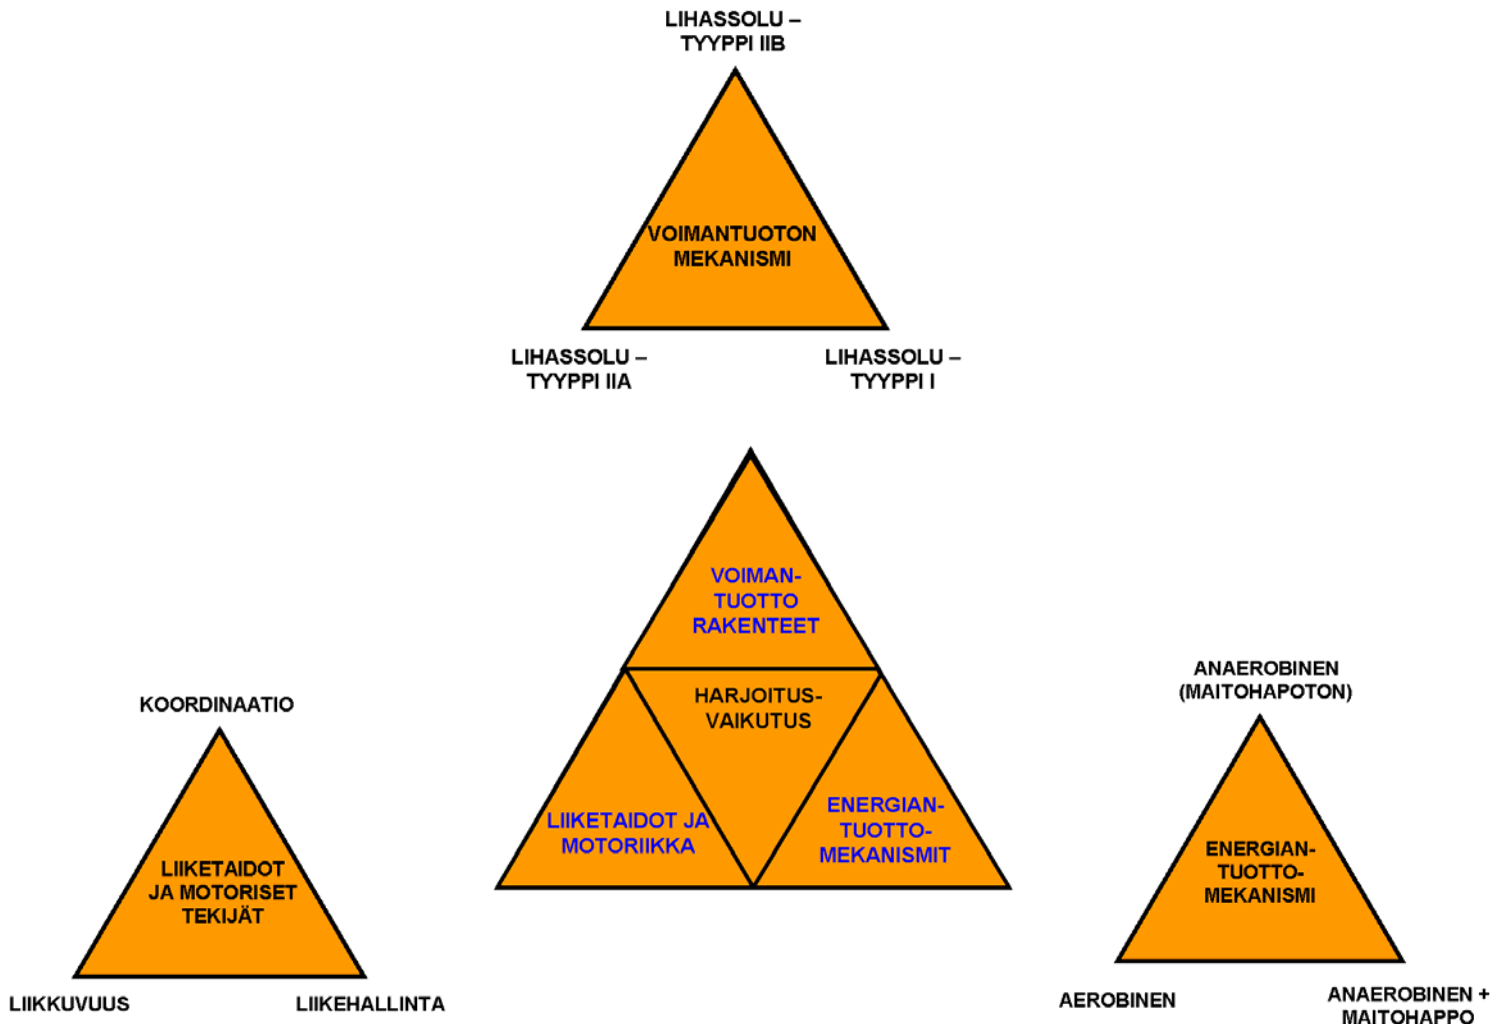 LIHASSOLU –
TYYPPI IIB
VOIMANTUOTON
MEKANISMI
LIHASSOLU –
TYYPPI IIA
LIHASSOLU –
TYYPPI I
VOIMAN-
TUOTTO
RAKENTEET
HARJOITUS-
VAIKUTUS
LIIKETAIDOT JA
MOTORIIKKA
ENERGIAN-
TUOTTO-
MEKANISMIT
KOORDINAATIO
LIIKETAIDOT
JA MOTORISET
TEKIJÄT
LIIKKUVUUS
LIIKEHALLINTA
ANAEROBINEN
(MAITOHAPOTON)
ENERGIAN-
TUOTTO-
MEKANISMI
AEROBINEN
ANAEROBINEN +
MAITOHAPPO